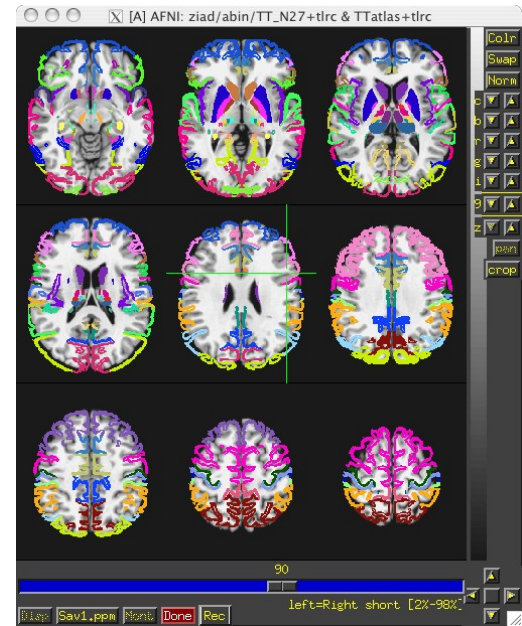 X [A] AFNI: ziad/abin/TT_N27+tlrc & TTatlas+tlrc
Colr
Swap
Norm
c
b
r
g
i
9
z
pan
crop
90
left=Right short [2%-98%]
Disp Sav1.ppm Mont Done Rec